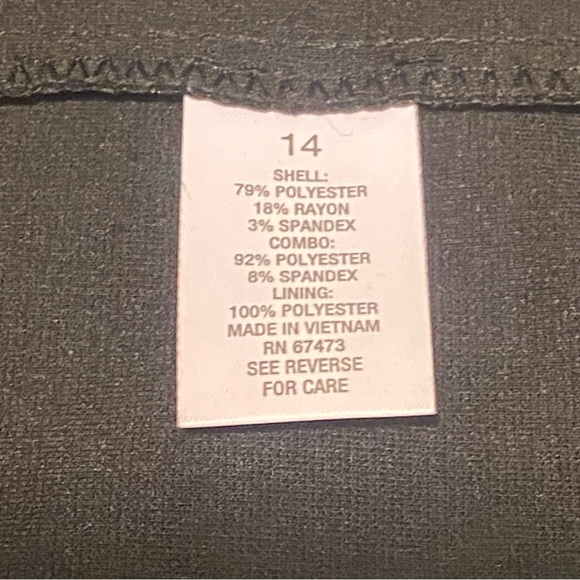 14
SHELL:
79% POLYESTER
18% RAYON
3% SPANDEX
COMBO:
92% POLYESTER
8% SPANDEX
LINING:
100% POLYESTER
MADE IN VIETNAM
RN 67473
SEE REVERSE
FOR CARE